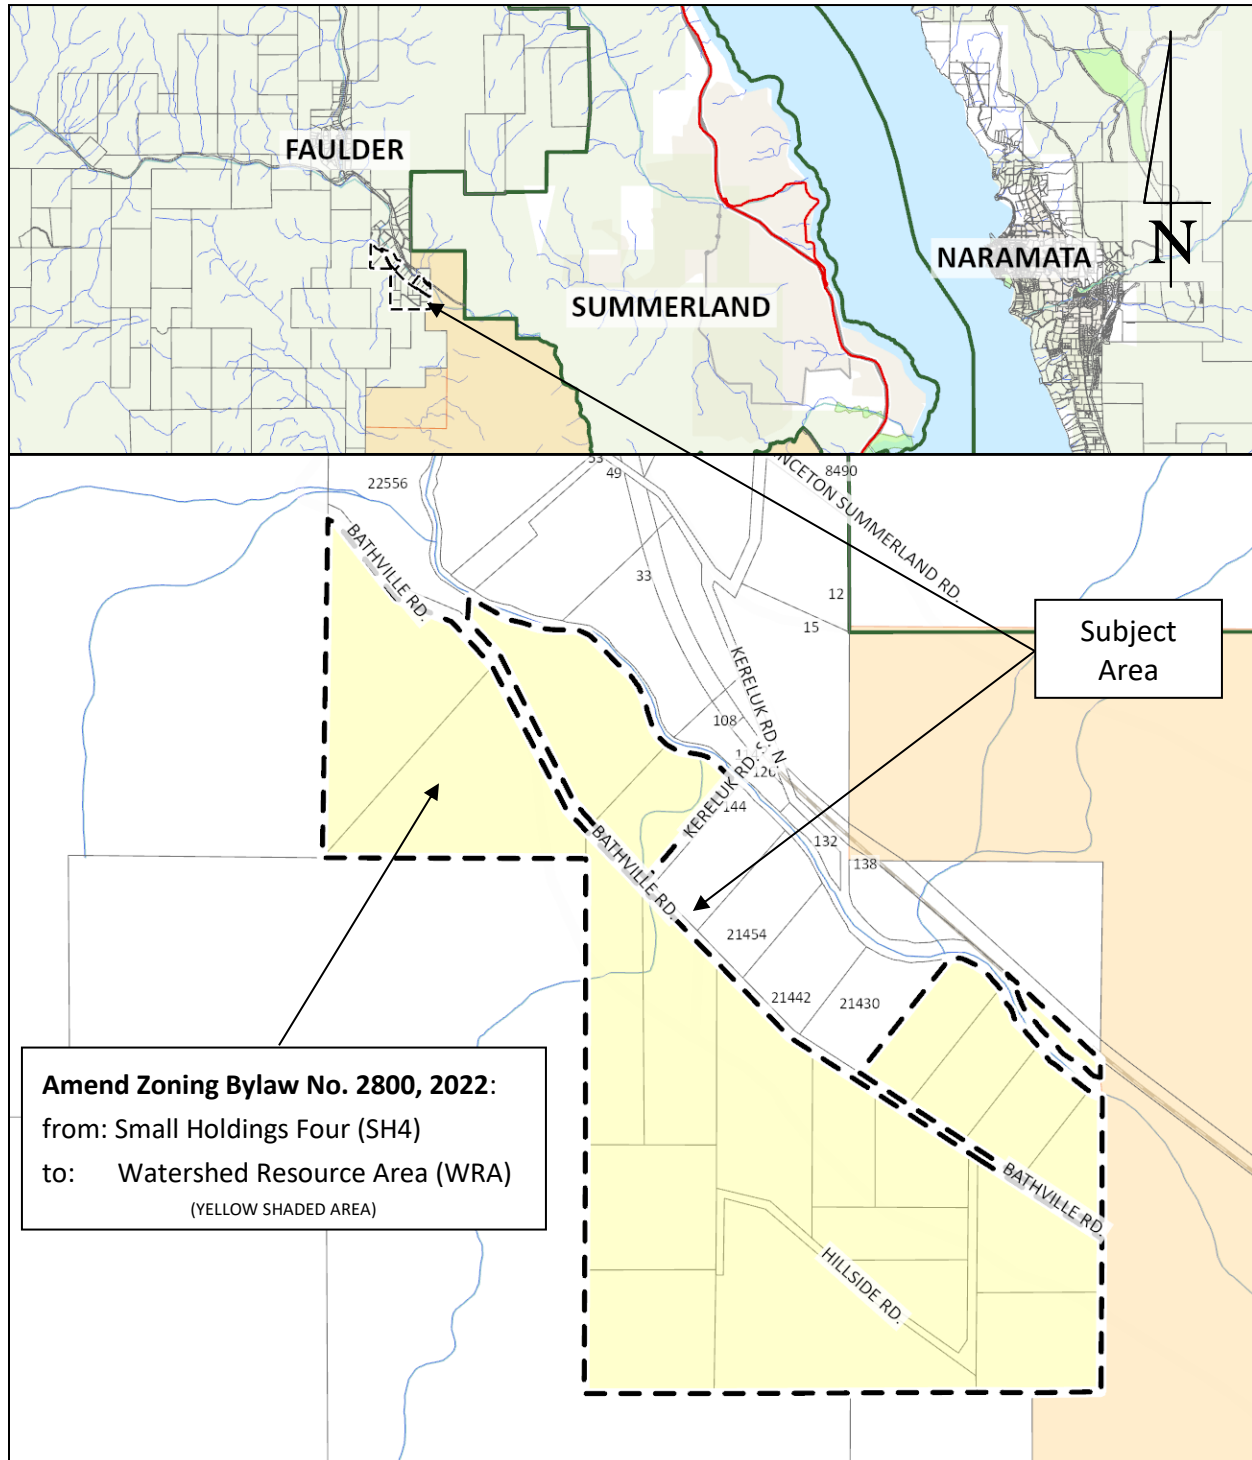 FAULDER
NARAMATA
N
SUMMERLAND
53
49
8490
22556
NCETON SUMMERLAND RD.
BATHVILLE RD.
33
12
15
Subject
Area
KERELUK RD. N.
108
KERELUK RD.
144
BATHVILLE RD.
132
138
21454
21442
21430
Amend Zoning Bylaw No. 2800, 2022:
from: Small Holdings Four (SH4)
to: Watershed Resource Area (WRA)
(YELLOW SHADED AREA)
BATHVILLE RD.
HILLSIDE RD.